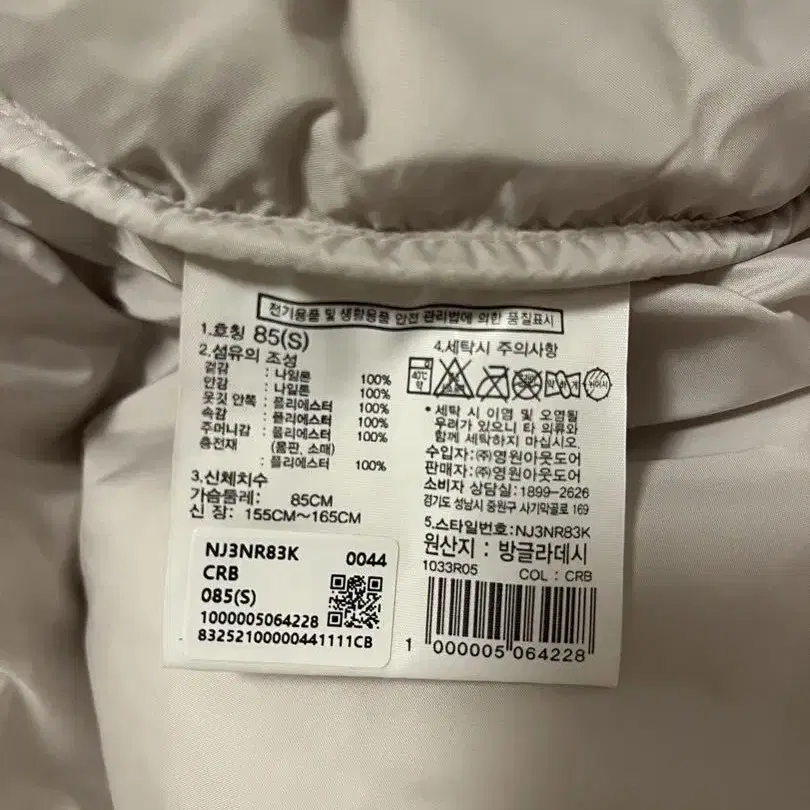 전기용품 및 생활용품 안전 관리법에 의한 품질표시
1.호칭 85(S)
2.섬유의 조성
겉감 : 나일론 100%
안감 : 나일론 100%
뒷깃 안쪽 : 폴리에스터 100%
속감 : 폴리에스터 100%
주머니감 : 폴리에스터 100%
충전재 (몸판, 소매)
: 폴리에스터 100%
3.신체치수
가슴둘레: 85CM
신 장: 155CM~165CM
4.세탁시 주의사항
40℃
약
약하게
* 세탁 시 이염 및 오염될
우려가 있으니 타 의류와
함께 세탁하지 마십시오.
수입자:㈜영원아웃도어
판매자:㈜영원아웃도어
소비자 상담실:1899-2626
경기도 성남시 중원구 사기막골로 169
5.스타일번호:NJ3NR83K
원산지 : 방글라데시
1033R05 COL : CRB
1 000005 064228
NJ3NR83K 0044
CRB
085(S)
1000005064228
83252100000441111CB